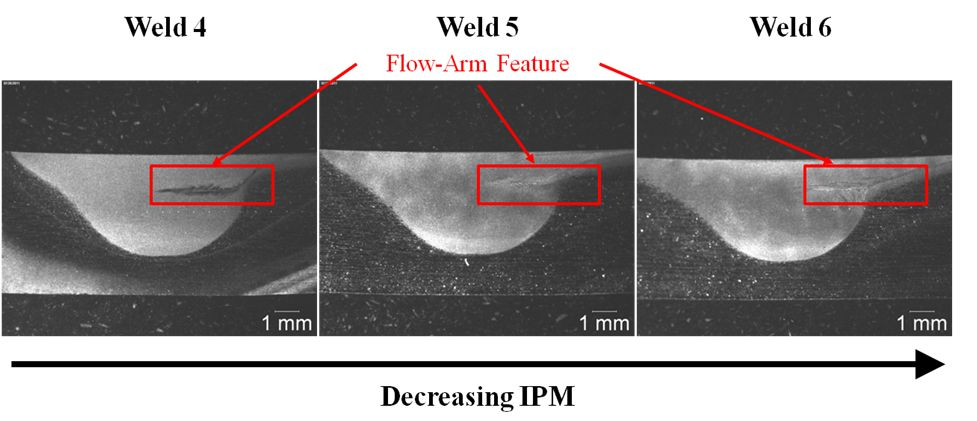 Weld 4 Weld 5 Weld 6
Flow-Arm Feature
1 mm 1 mm 1 mm
Decreasing IPM